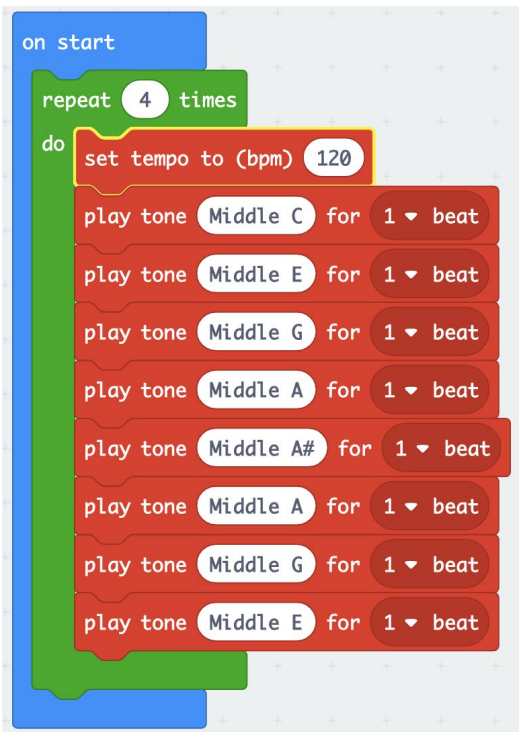 on start
repeat 4 times
do
set tempo to (bpm) 120
play tone Middle C for 1 beat
play tone Middle E for 1 beat
play tone Middle G for 1 beat
play tone Middle A for 1 beat
play tone Middle A# for 1 beat
play tone Middle A for 1 beat
play tone Middle G for 1 beat
play tone Middle E for 1 beat